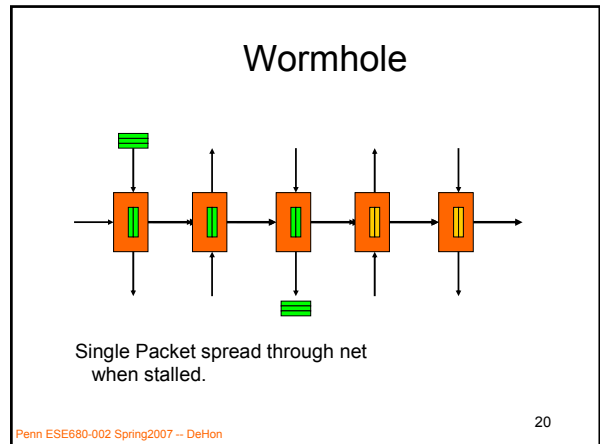 Wormhole
Single Packet spread through net
when stalled.
Penn ESE680-002 Spring2007 -- DeHon
20